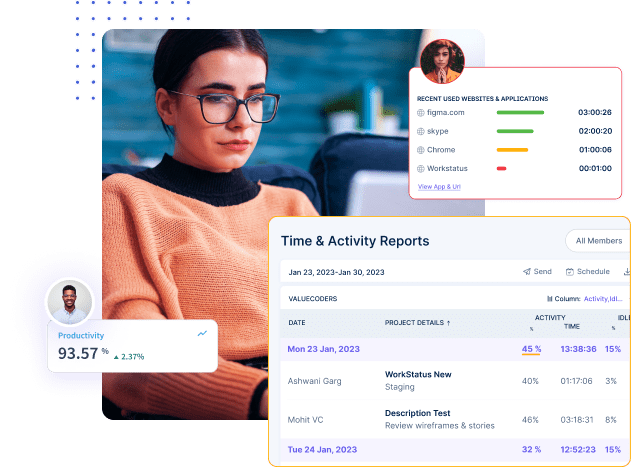 RECENT USED WEBSITES & APPLICATIONS
figma.com 03:00:26
skype 02:00:20
Chrome 01:00:06
Workstatus 00:01:00
View App & Url
Time & Activity Reports
All Members
Jan 23, 2023-Jan 30, 2023 Send Schedule
VALUECODERS Column: Activity,Idl...
DATE PROJECT DETAILS ↑ ACTIVITY IDL
% TIME %
Mon 23 Jan, 2023 45 % 13:38:36 15%
Ashwani Garg WorkStatus New 40% 01:17:06 3%
Staging
Mohit VC Description Test 46% 03:18:31 8%
Review wireframes & stories
Tue 24 Jan, 2023 32 % 12:52:23 15%
Productivity
93.57 % ▲ 2.37%